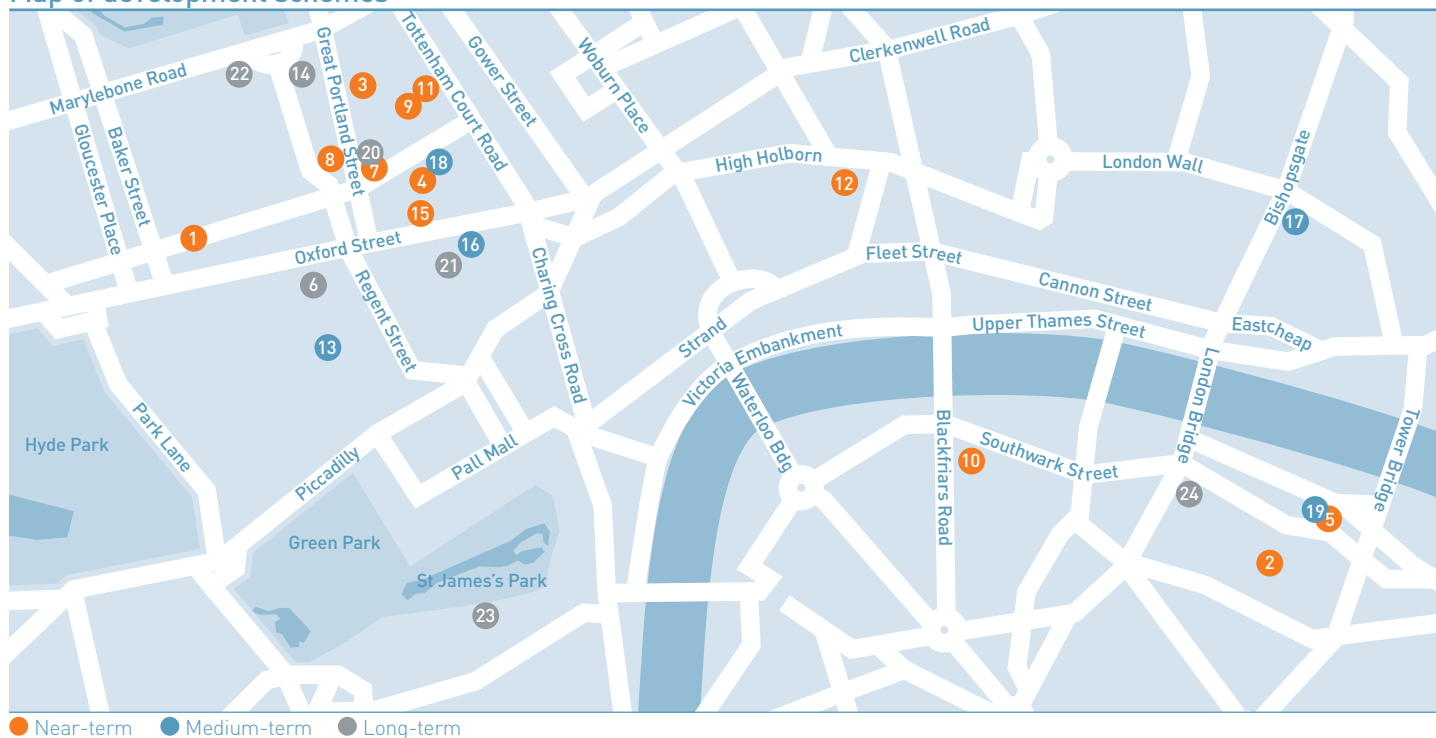 Map of development schemes
Marylebone Road
Gloucester Place
Baker Street
Great Portland Street
Tottenham Court Road
Gower Street
Woburn Place
Clerkenwell Road
High Holborn
London Wall
Bishopsgate
Oxford Street
Regent Street
Charing Cross Road
Fleet Street
Cannon Street
Upper Thames Street
Eastcheap
Strand
Victoria Embankment
Waterloo Bdg
London Bridge
Tower Bridge
Blackfriars Road
Southwark Street
Hyde Park
Park Lane
Piccadilly
Pall Mall
Green Park
St James's Park
22
14
3
11
9
8
20
7
18
4
15
12
1
16
21
17
6
13
10
24
19
5
2
23
Near-term
Medium-term
Long-term